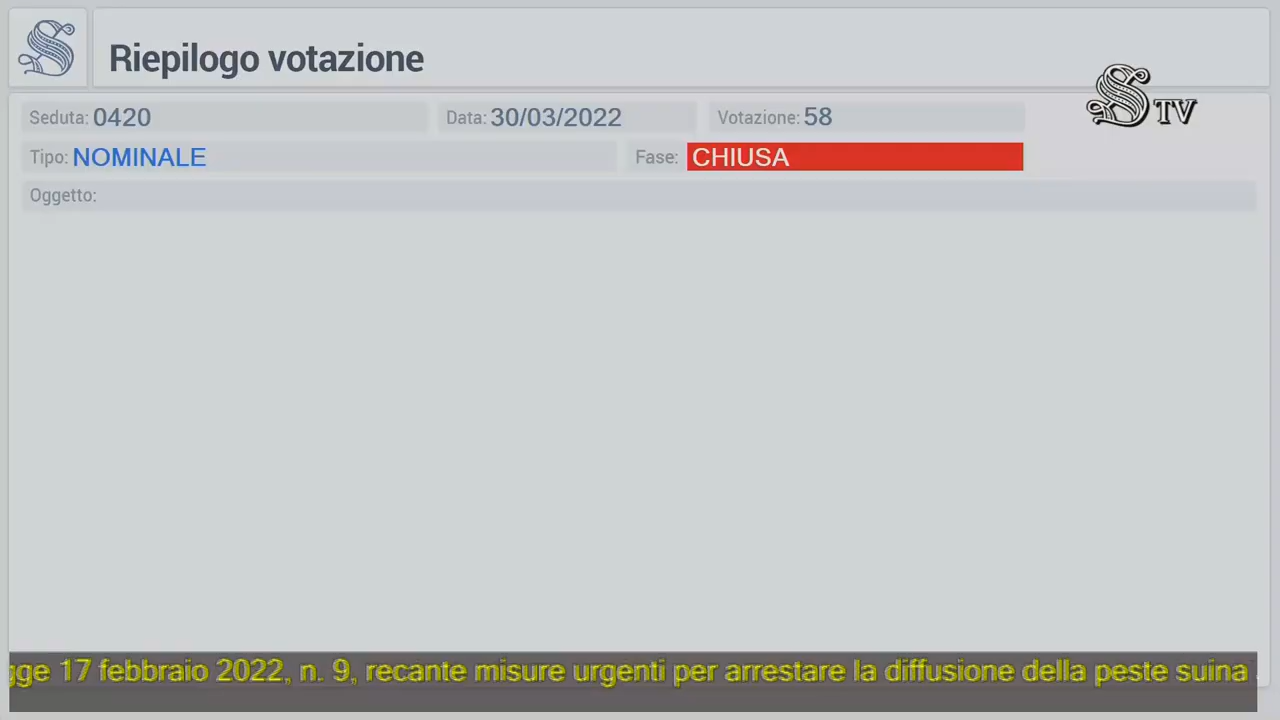 Riepilogo votazione
S TV
Seduta: 0420 Data: 30/03/2022 Votazione: 58
Tipo: NOMINALE Fase: CHIUSA
Oggetto:
17 febbraio 2022, n. 9, recante misure urgenti per arrestare la diffusione della peste suina